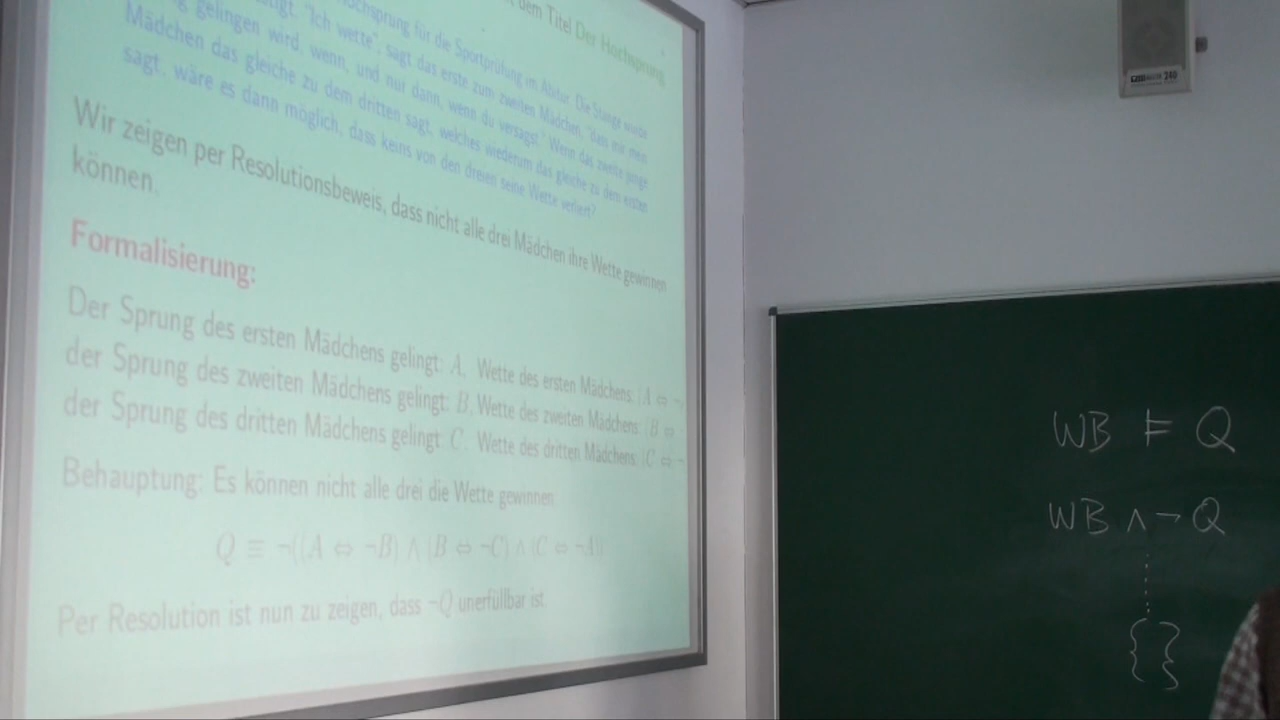 dem Titel Der Hochsprung
Hochsprung für die Sportprüfung im Abitur. Die Stange wurde
"Ich wette", sagt das erste zum zweiten Mädchen, "dass mir mein
gelingen wird, wenn, und nur dann, wenn du versagst." Wenn das zweite junge
Mädchen das gleiche zu dem dritten sagt, welches wiederum das gleiche zu dem ersten
sagt, wäre es dann möglich, dass keins von den dreien seine Wette verliert?
Wir zeigen per Resolutionsbeweis, dass nicht alle drei Mädchen ihre Wette gewinnen
können.
Formalisierung:
Der Sprung des ersten Mädchens gelingt: A, Wette des ersten Mädchens: (A ⇔ ¬
der Sprung des zweiten Mädchens gelingt: B, Wette des zweiten Mädchens: (B ⇔
der Sprung des dritten Mädchens gelingt: C. Wette des dritten Mädchens: (C ⇔ ¬
Behauptung: Es können nicht alle drei die Wette gewinnen
Q ≡ ¬((A ⇔ ¬B) ∧ (B ⇔ ¬C) ∧ (C ⇔ ¬A))
Per Resolution ist nun zu zeigen, dass ¬Q unerfüllbar ist.
240
WB ⊨ Q
WB ∧ ¬ Q
{ }